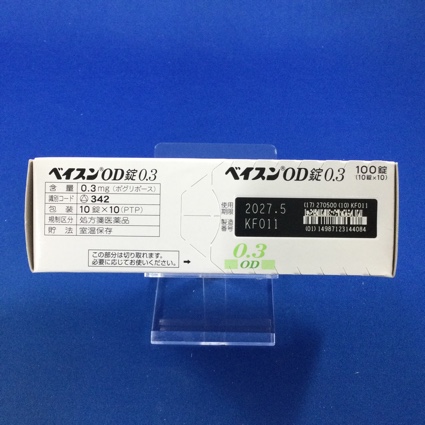 ベイスンOD錠0.3
含量 0.3mg (ボグリボース)
識別コード 342
包装 10錠×10(PTP)
規制区分 処方箋医薬品
貯法 室温保存
この部分は切り取れます。
必要に応じてお使いください。
ベイスンOD錠0.3
100錠
(10錠×10)
使用期限 2027.5
製造番号 KF011
(17)270500(10)KF011
(01)14987123144084
0.3
OD